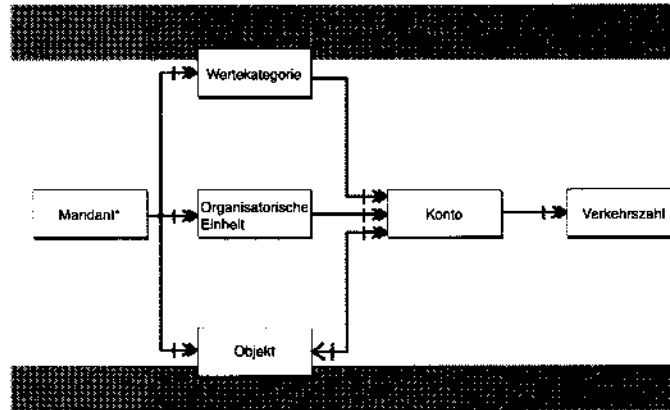 Wertekategorie
Mandant*
Organisatorische
Einheit
Konto
Verkehrszahl
Objekt